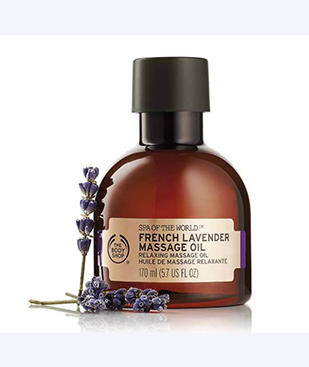 THE
BODY
SHOP
SPA OF THE WORLD™
FRENCH LAVENDER
MASSAGE OIL
RELAXING MASSAGE OIL
HUILE DE MASSAGE RELAXANTE
170 ml (5.7 US FL OZ)